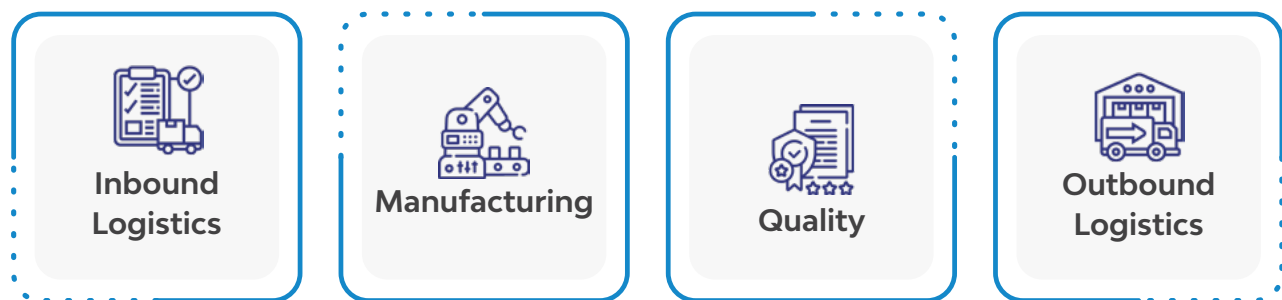 Inbound
Logistics
Manufacturing
Quality
Outbound
Logistics